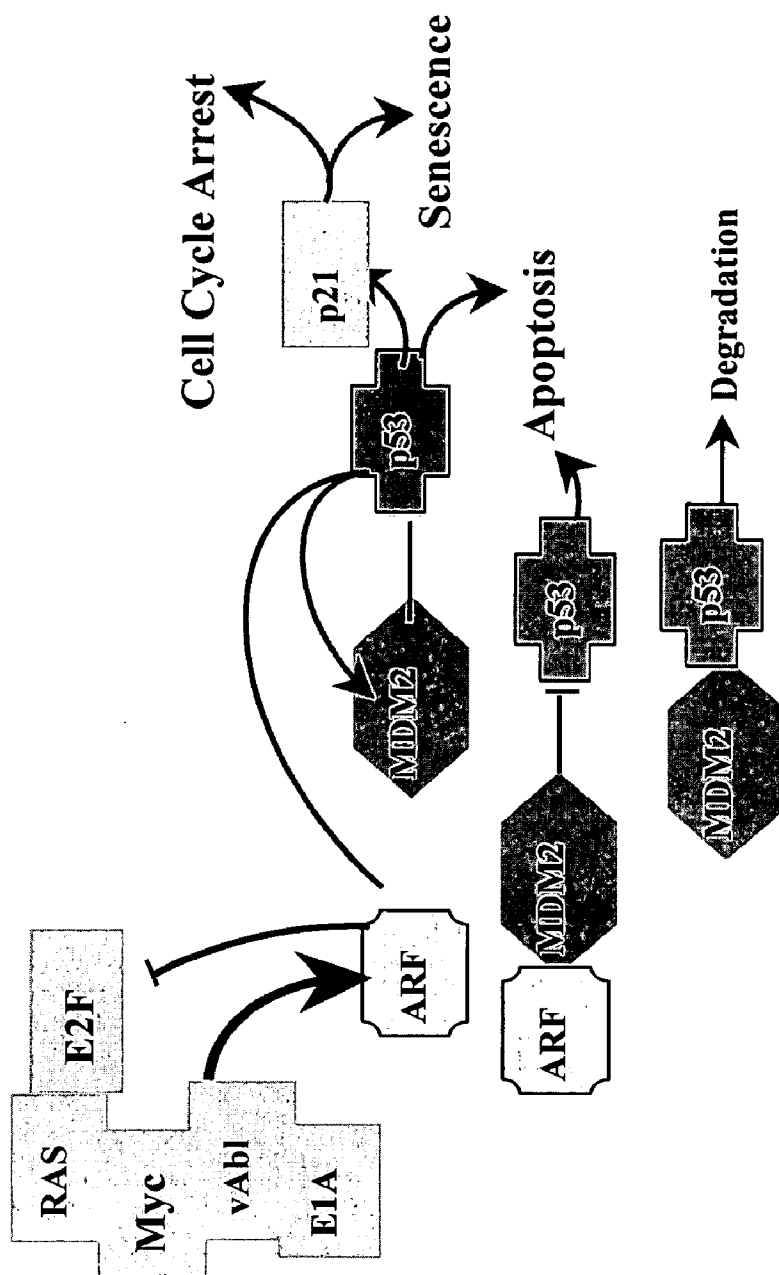 RAS
E2F
Myc
vAbl
E1A
ARF
MDM2
p53
p21
Cell Cycle Arrest
Senescence
Apoptosis
ARF
MDM2
p53
MDM2
p53
Degradation